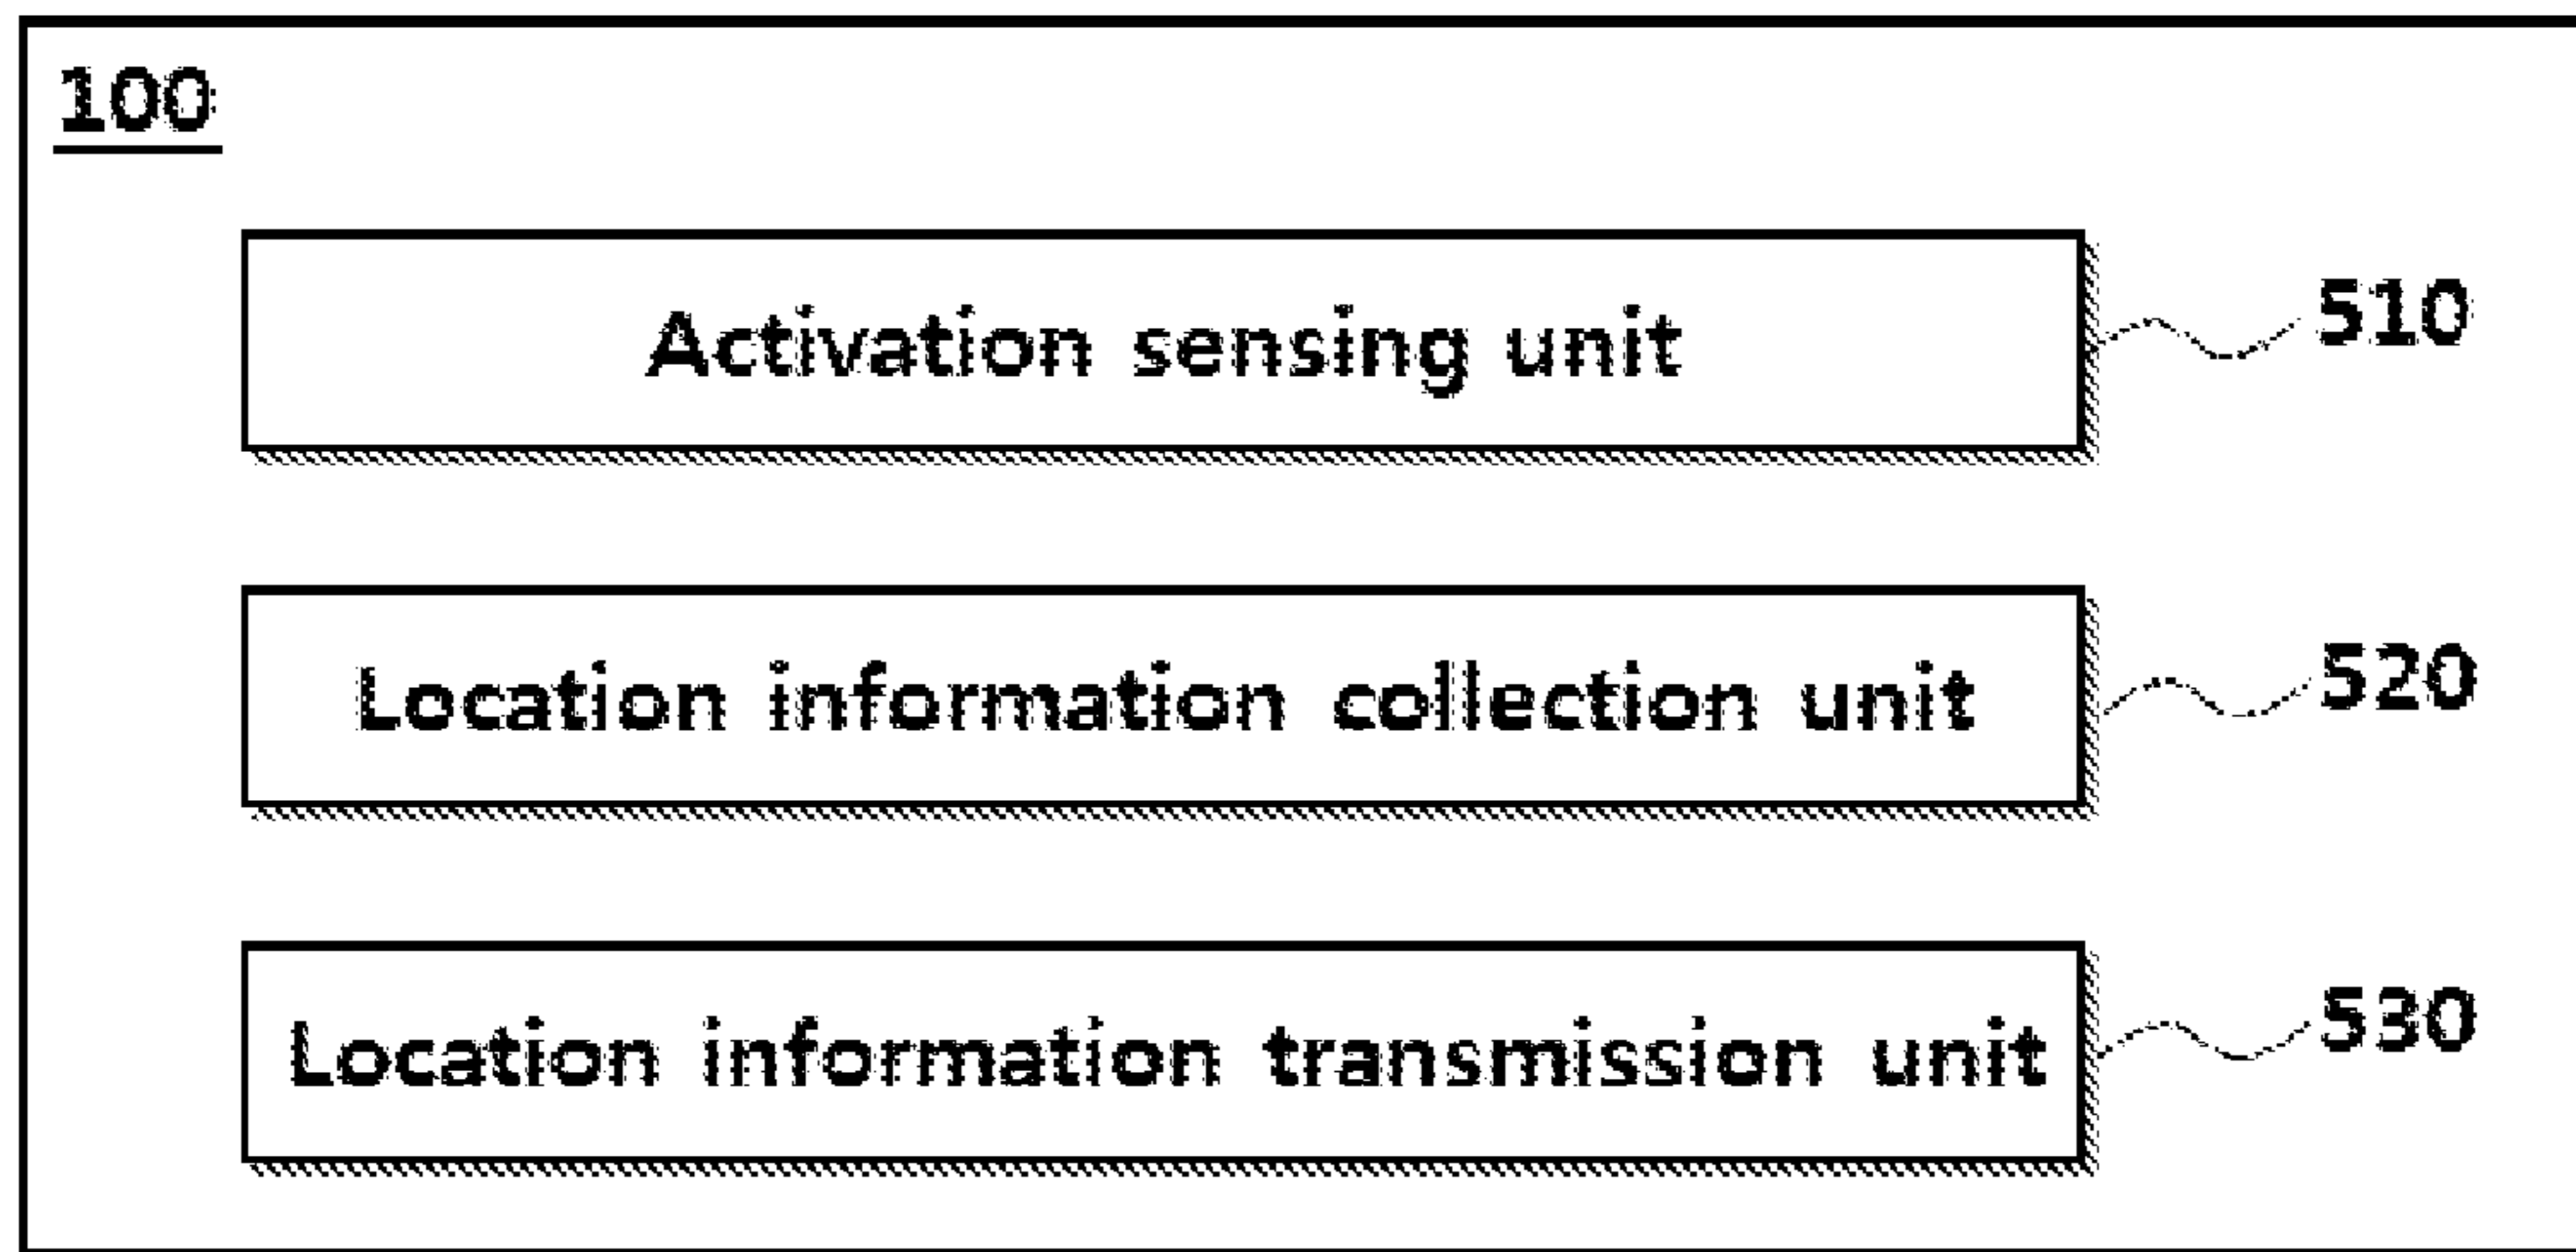 100
Activation sensing unit 510
Location information collection unit 520
Location information transmission unit 530